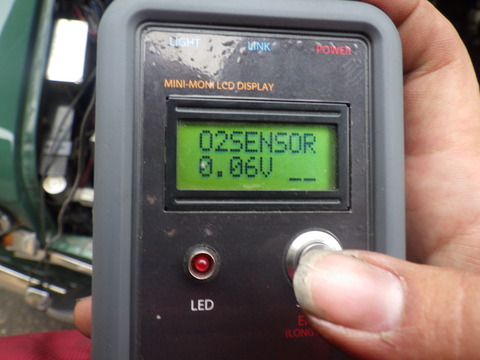 LIGHT LINK POWER
MINI-MONI LCD DISPLAY
O2SENSOR
0.06V __
LED